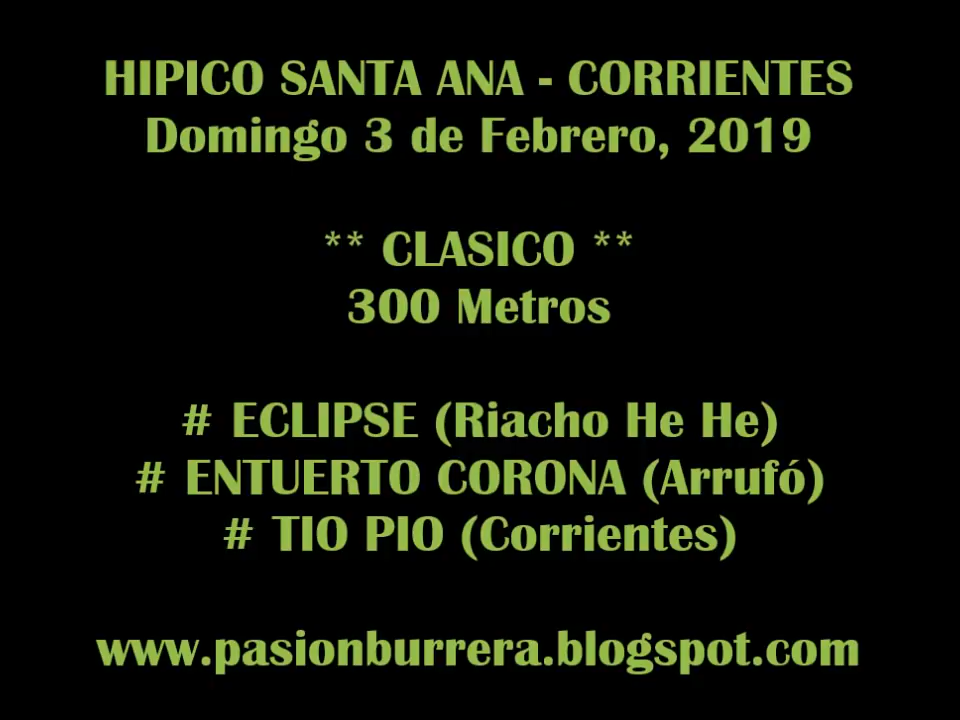 HIPICO SANTA ANA - CORRIENTES
Domingo 3 de Febrero, 2019
** CLASICO **
300 Metros
# ECLIPSE (Riacho He He)
# ENTUERTO CORONA (Arrufó)
# TIO PIO (Corrientes)
www.pasionburrera.blogspot.com